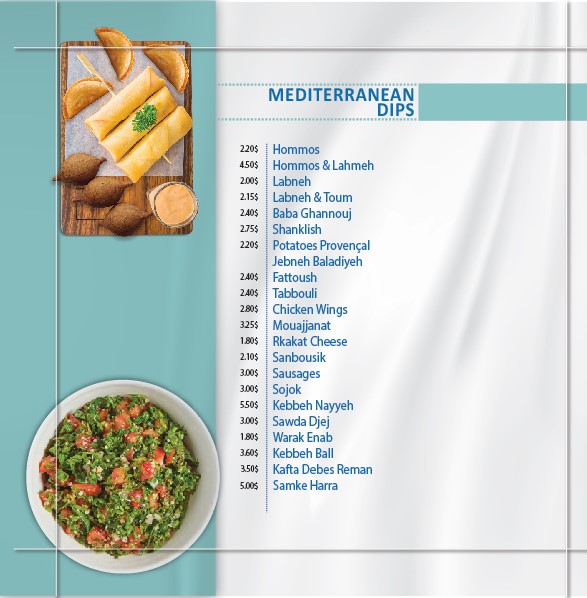 MEDITERRANEAN
DIPS
2.20$ Hommos
4.50$ Hommos & Lahmeh
2.00$ Labneh
2.15$ Labneh & Toum
2.40$ Baba Ghannouj
2.75$ Shanklish
2.20$ Potatoes Provençal
Jebneh Baladiyeh
2.40$ Fattoush
2.40$ Tabbouli
2.80$ Chicken Wings
3.25$ Mouajjanat
1.80$ Rkakat Cheese
2.10$ Sanbousik
3.00$ Sausages
3.00$ Sojok
5.50$ Kebbeh Nayyeh
3.00$ Sawda Djej
1.80$ Warak Enab
3.60$ Kebbeh Ball
3.50$ Kafta Debes Reman
5.00$ Samke Harra